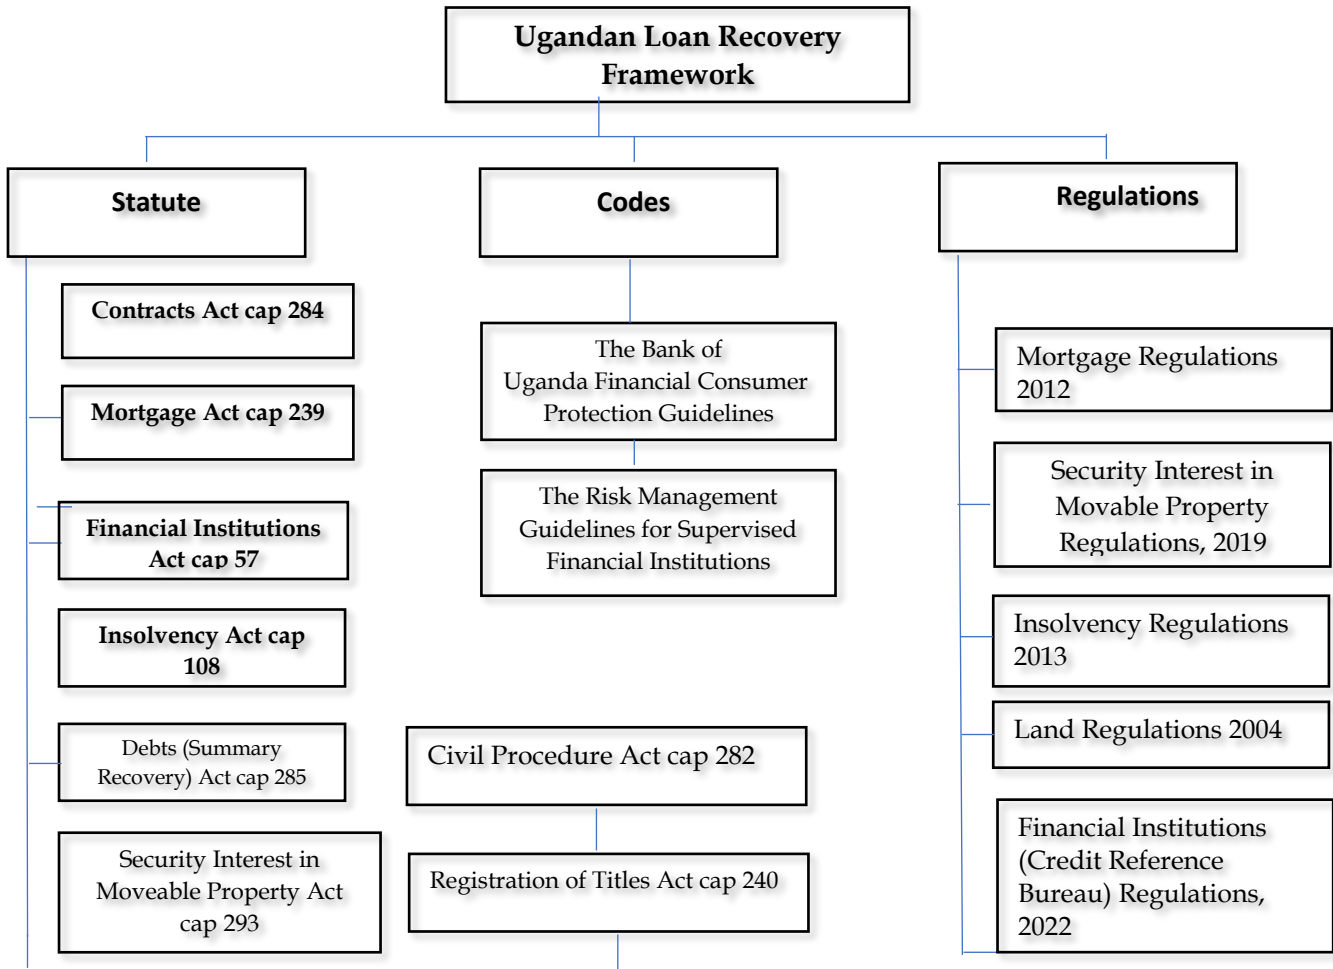 Ugandan Loan Recovery
Framework
Statute
Codes
Regulations
Contracts Act cap 284
Mortgage Act cap 239
Financial Institutions
Act cap 57
Insolvency Act cap
108
Debts (Summary
Recovery) Act cap 285
Security Interest in
Moveable Property Act
cap 293
The Bank of
Uganda Financial Consumer
Protection Guidelines
The Risk Management
Guidelines for Supervised
Financial Institutions
Civil Procedure Act cap 282
Registration of Titles Act cap 240
Mortgage Regulations
2012
Security Interest in
Movable Property
Regulations, 2019
Insolvency Regulations
2013
Land Regulations 2004
Financial Institutions
(Credit Reference
Bureau) Regulations,
2022